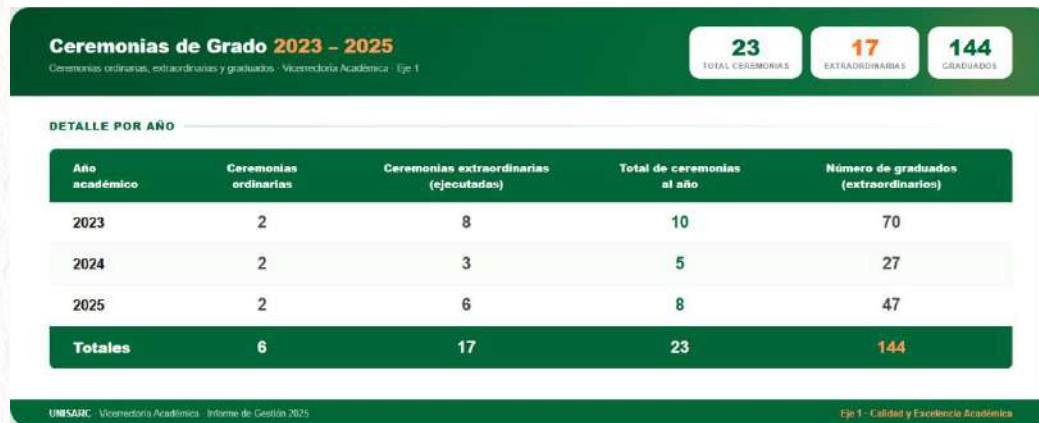 Ceremonias de Grado 2023 – 2025
Ceremonias ordinarias, extraordinarias y graduados · Vicerrectoría Académica · Eje 1
23
TOTAL CEREMONIAS
17
EXTRAORDINARIAS
144
GRADUADOS
DETALLE POR AÑO
Año académico Ceremonias ordinarias Ceremonias extraordinarias (ejecutadas) Total de ceremonias al año Número de graduados (extraordinarios)
2023 2 8 10 70
2024 2 3 5 27
2025 2 6 8 47
Totales 6 17 23 144
UNISARC · Vicerrectoría Académica · Informe de Gestión 2025
Eje 1 · Calidad y Excelencia Académica